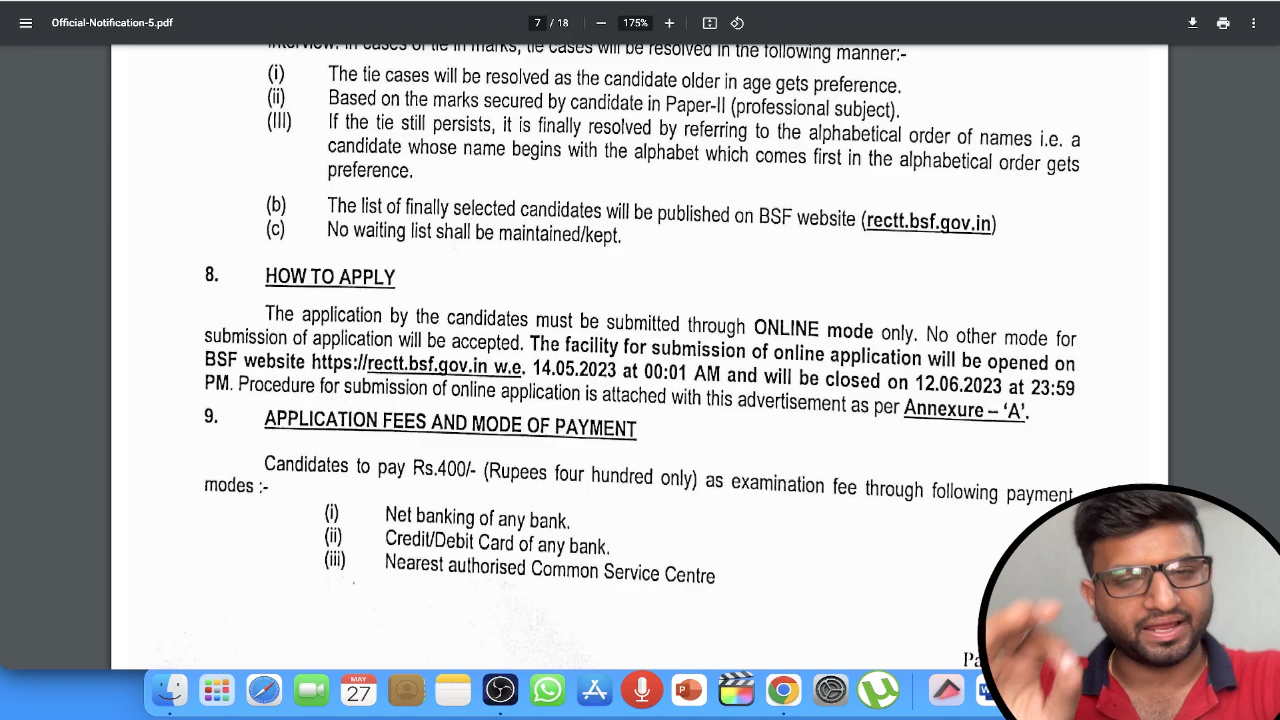 Official-Notification-5.pdf
7 / 18
175%
interview. In cases of tie in marks, tie cases will be resolved in the following manner:-
(i) The tie cases will be resolved as the candidate older in age gets preference.
(ii) Based on the marks secured by candidate in Paper-II (professional subject).
(III) If the tie still persists, it is finally resolved by referring to the alphabetical order of names i.e. a
candidate whose name begins with the alphabet which comes first in the alphabetical order gets
preference.
(b) The list of finally selected candidates will be published on BSF website (rectt.bsf.gov.in)
(c) No waiting list shall be maintained/kept.
8. HOW TO APPLY
The application by the candidates must be submitted through ONLINE mode only. No other mode for
submission of application will be accepted. The facility for submission of online application will be opened on
BSF website https://rectt.bsf.gov.in w.e. 14.05.2023 at 00:01 AM and will be closed on 12.06.2023 at 23:59
PM. Procedure for submission of online application is attached with this advertisement as per Annexure – 'A'.
9. APPLICATION FEES AND MODE OF PAYMENT
Candidates to pay Rs.400/- (Rupees four hundred only) as examination fee through following payment
modes :-
(i) Net banking of any bank.
(ii) Credit/Debit Card of any bank.
(iii) Nearest authorised Common Service Centre
MAY
27